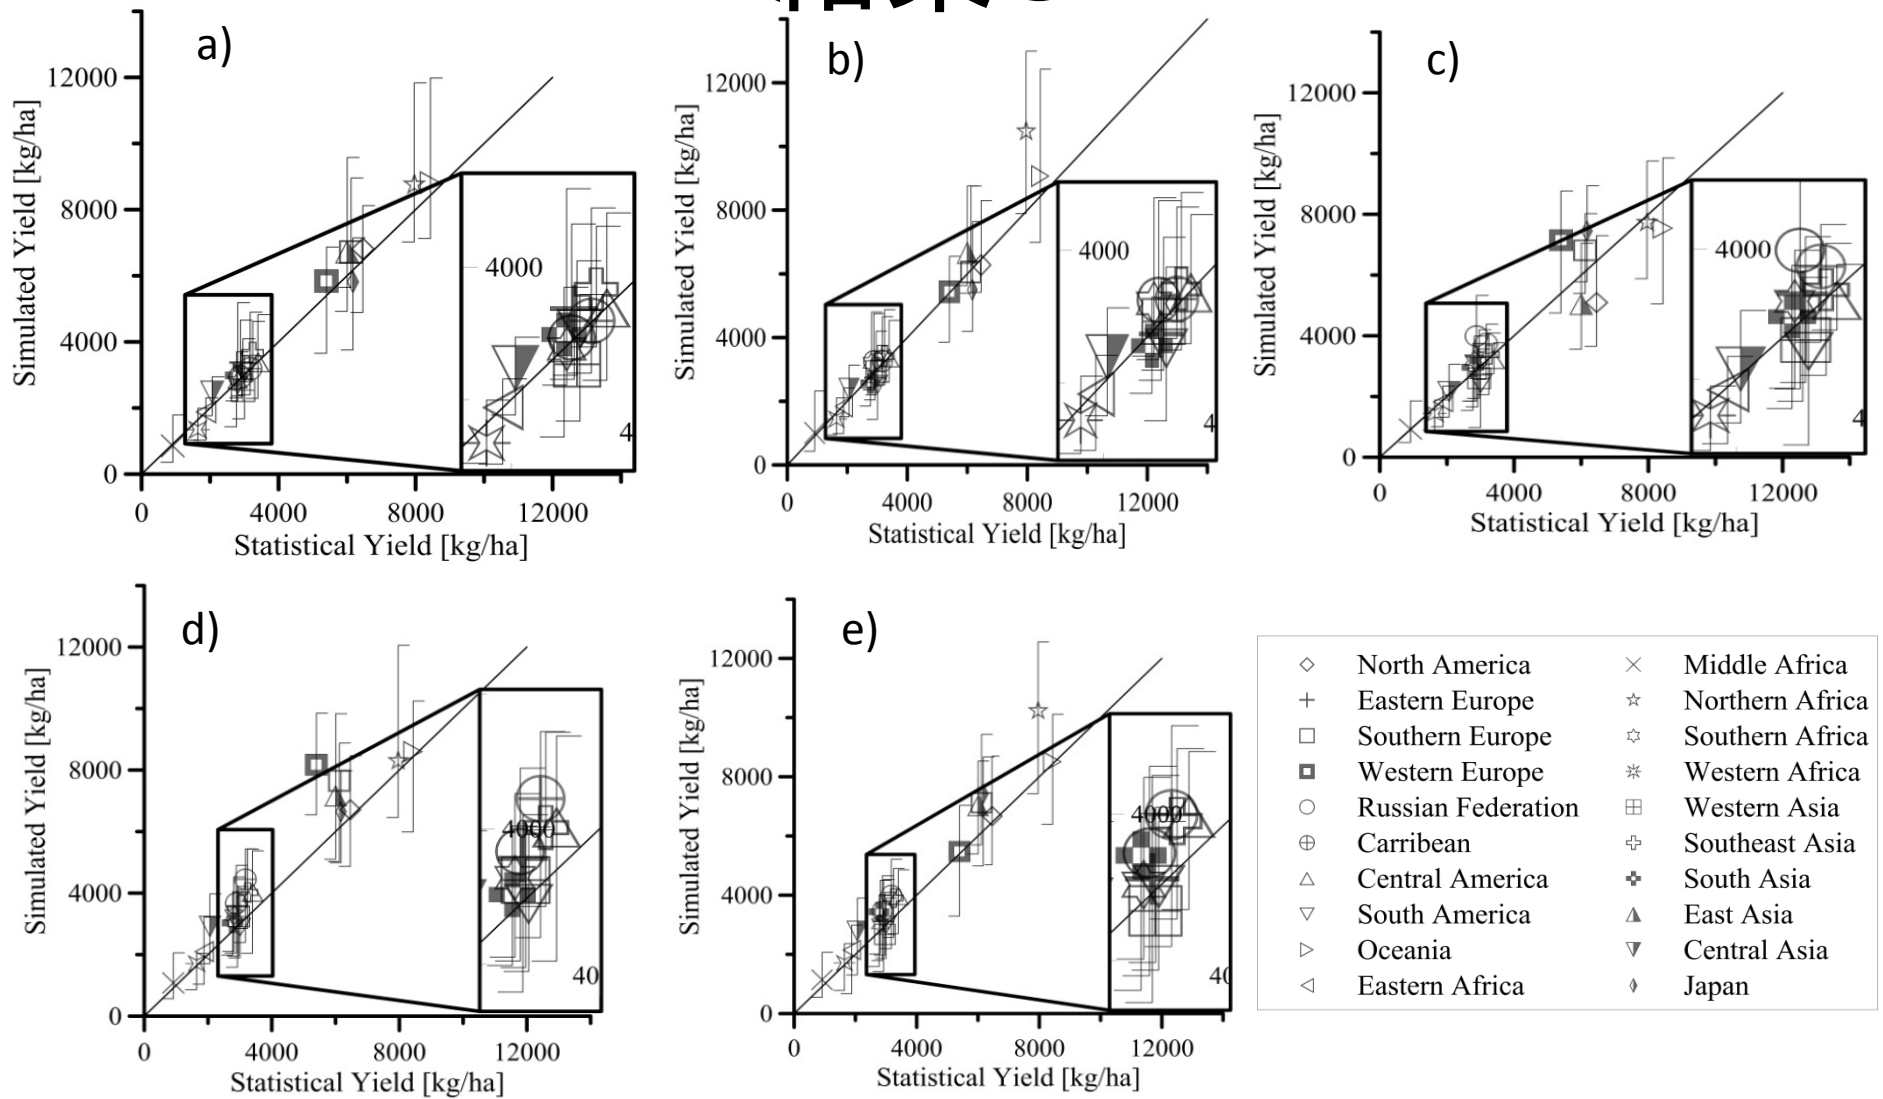 a)
12000
8000
4000
0
Simulated Yield [kg/ha]
4000
4
0
4000
8000
12000
Statistical Yield [kg/ha]
b)
12000
8000
4000
0
Simulated Yield [kg/ha]
4000
4
0
4000
8000
12000
Statistical Yield [kg/ha]
c)
12000
8000
4000
0
Simulated Yield [kg/ha]
4000
4
0
4000
8000
12000
Statistical Yield [kg/ha]
d)
12000
8000
4000
0
Simulated Yield [kg/ha]
4000
40
0
4000
8000
12000
Statistical Yield [kg/ha]
e)
12000
8000
4000
0
Simulated Yield [kg/ha]
4000
40
0
4000
8000
12000
Statistical Yield [kg/ha]
North America
Eastern Europe
Southern Europe
Western Europe
Russian Federation
Carribean
Central America
South America
Oceania
Eastern Africa
Middle Africa
Northern Africa
Southern Africa
Western Africa
Western Asia
Southeast Asia
South Asia
East Asia
Central Asia
Japan